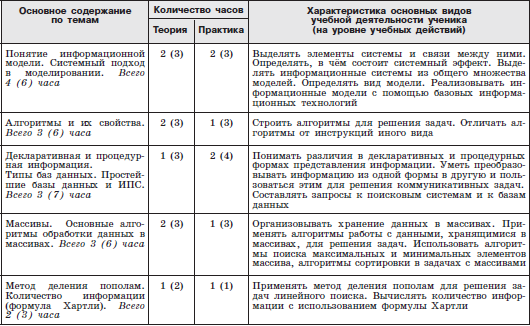 Основное содержание
по темам
Количество часов
Теория
Практика
Характеристика основных видов
учебной деятельности ученика
(на уровне учебных действий)
Понятие информационной
модели. Системный подход
в моделировании. Всего
4 (6) часа
2 (3)
2 (3)
Выделять элементы системы и связи между ними.
Определять, в чём состоит системный эффект. Выде-
лять информационные системы из общего множества
моделей. Определять вид модели. Реализовывать ин-
формационные модели с помощью базовых информа-
ционных технологий
Алгоритмы и их свойства.
Всего 3 (6) часа
2 (3)
1 (3)
Строить алгоритмы для решения задач. Отличать ал-
горитмы от инструкций иного вида
Декларативная и процедур-
ная информация.
Типы баз данных. Простей-
шие базы данных и ИПС.
Всего 3 (7) часа
1 (3)
2 (4)
Понимать различия в декларативных и процедурных
формах представления информации. Уметь преобразо-
вывать информацию из одной формы в другую и поль-
зоваться этим для решения коммуникативных задач.
Составлять запросы к поисковым системам и к базам
данных
Массивы. Основные алго-
ритмы обработки данных в
массивах. Всего 3 (6) часа
2 (3)
1 (3)
Организовывать хранение данных в массивах. При-
менять алгоритмы работы с данными, хранящимися в
массивах, для решения задач. Использовать алгорит-
мы поиска максимальных и минимальных элементов
массива, алгоритмы сортировки в задачах с массивами
Метод деления пополам.
Количество информации
(формула Хартли). Всего
2 (3) часа
1 (2)
1 (1)
Применять метод деления пополам для решения за-
дач линейного поиска. Вычислять количество инфор-
мации с использованием формулы Хартли